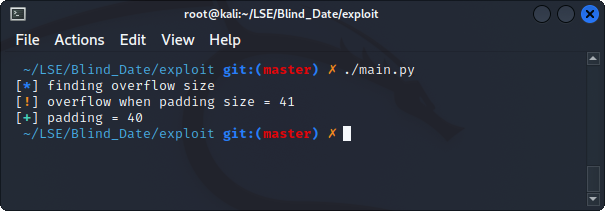 root@kali:~/LSE/Blind_Date/exploit
File Actions Edit View Help
~/LSE/Blind_Date/exploit git:(master) ✗ ./main.py
[*] finding overflow size
[!] overflow when padding size = 41
[+] padding = 40
~/LSE/Blind_Date/exploit git:(master) ✗